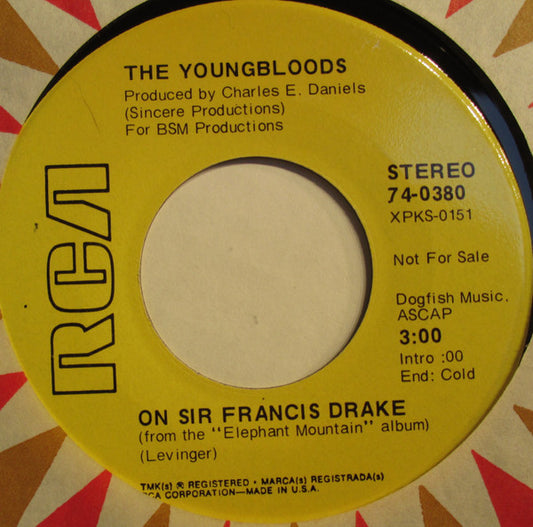 THE YOUNGBLOODS
Produced by Charles E. Daniels
(Sincere Productions)
For BSM Productions
RCA
STEREO
74-0380
XPKS-0151
Not For Sale
Dogfish Music.
ASCAP
3:00
Intro :00
End: Cold
ON SIR FRANCIS DRAKE
(from the "Elephant Mountain" album)
(Levinger)
TMK(s) ® REGISTERED • MARCA(s) REGISTRADA(s)
RCA CORPORATION—MADE IN U.S.A.